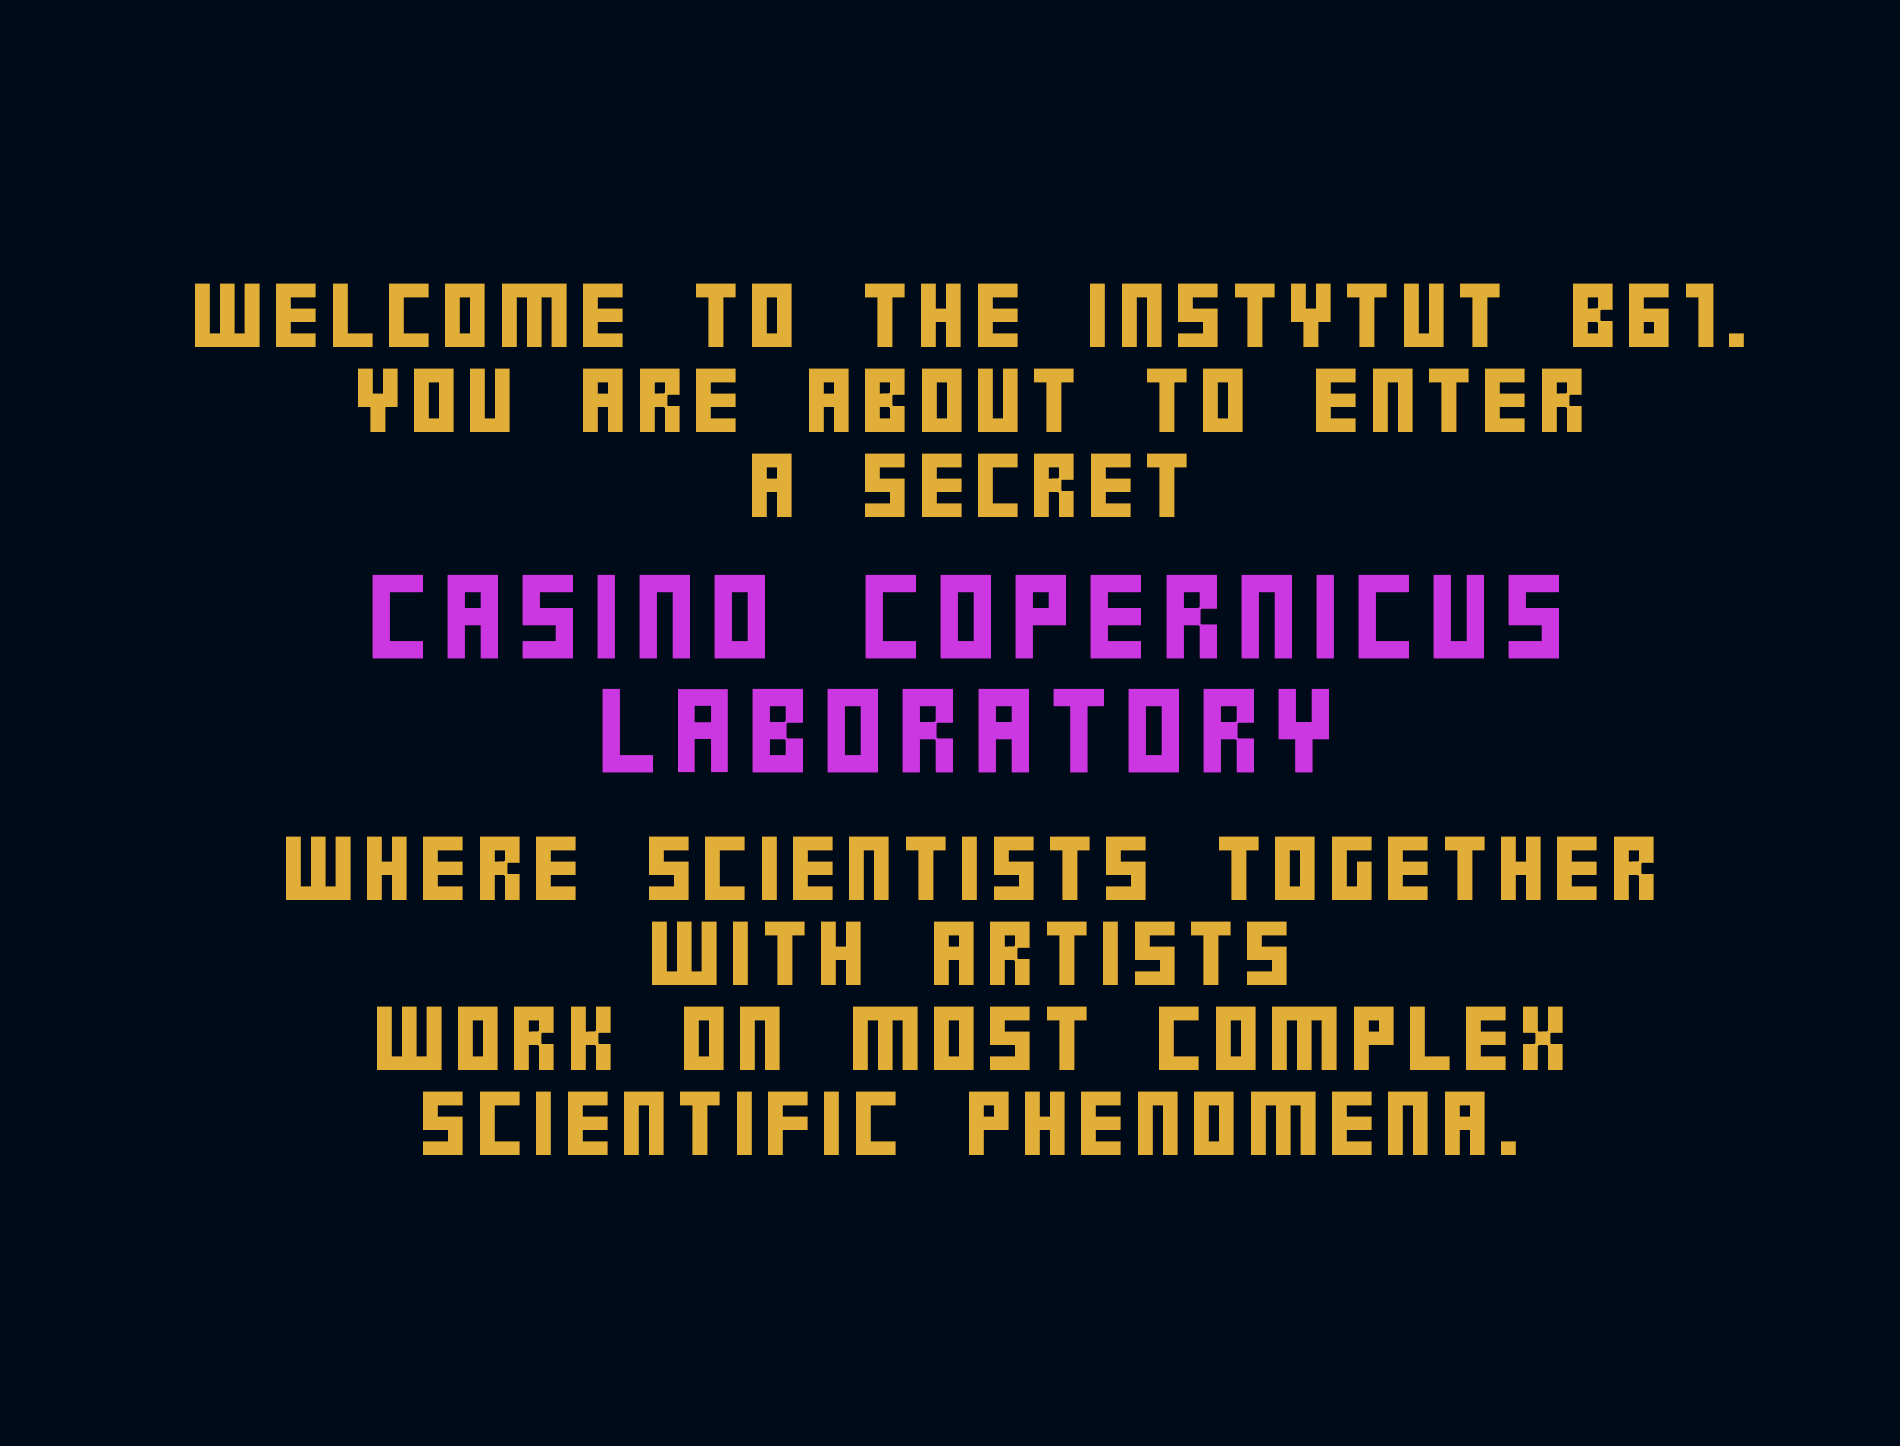 WELCOME TO THE INSTYTUT B61.
YOU ARE ABOUT TO ENTER
A SECRET
CASINO COPERNICUS
LABORATORY
WHERE SCIENTISTS TOGETHER
WITH ARTISTS
WORK ON MOST COMPLEX
SCIENTIFIC PHENOMENA.